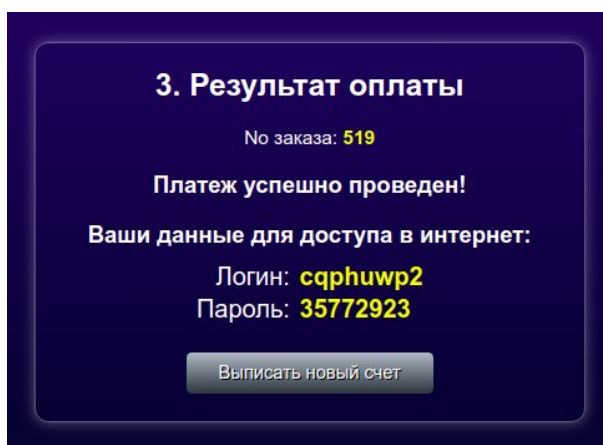 3. Результат оплаты
No заказа: 519
Платеж успешно проведен!
Ваши данные для доступа в интернет:
Логин: cqphuwp2
Пароль: 35772923
Выписать новый счет